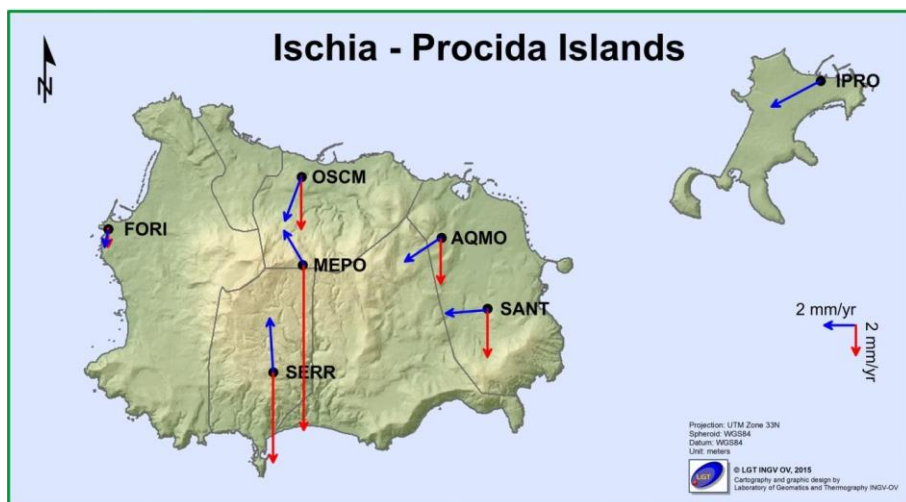 Ischia - Procida Islands
N
IPRO
OSCM
FORI
AQMO
MEPO
SANT
2 mm/yr
2 mm/yr
SERR
Projection: UTM Zone 33N
Spheroid: WGS84
Datum: WGS84
Unit: meters
LGT
© LGT INGV OV, 2015
Cartography and graphic design by
Laboratory of Geomatics and Thermography INGV-OV